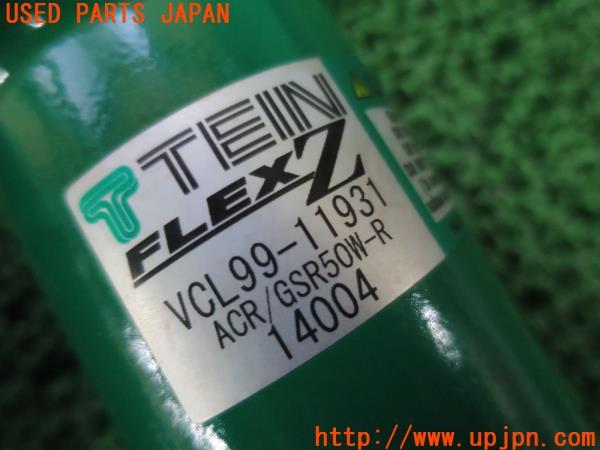 USED PARTS JAPAN
TEIN
FLEX Z
VCL99-11931
ACR/GSR50W-R
14004
http://www.upjpn.com